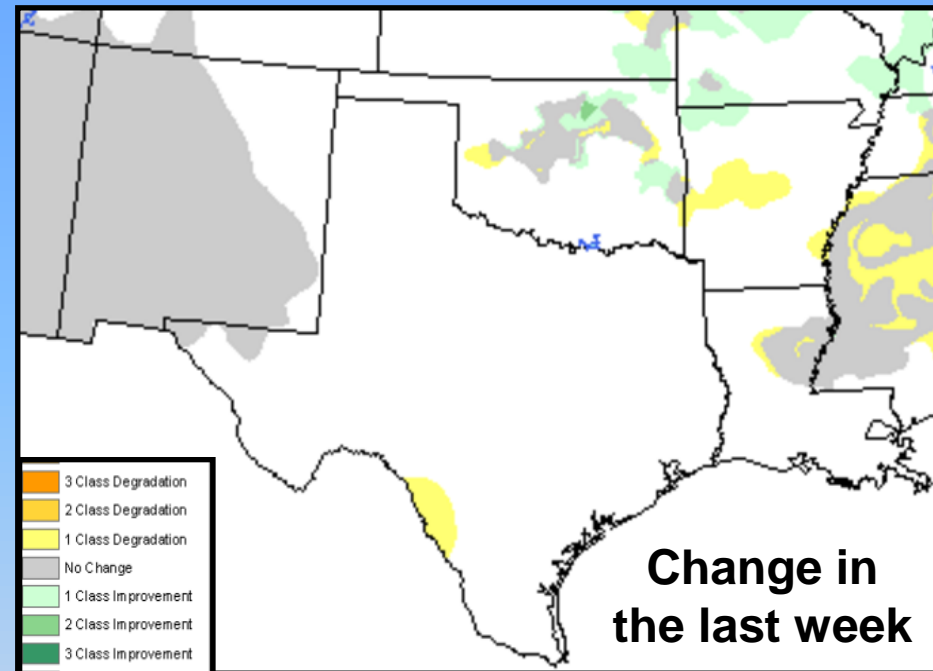 3 Class Degradation
2 Class Degradation
1 Class Degradation
No Change
1 Class Improvement
2 Class Improvement
3 Class Improvement
Change in
the last week